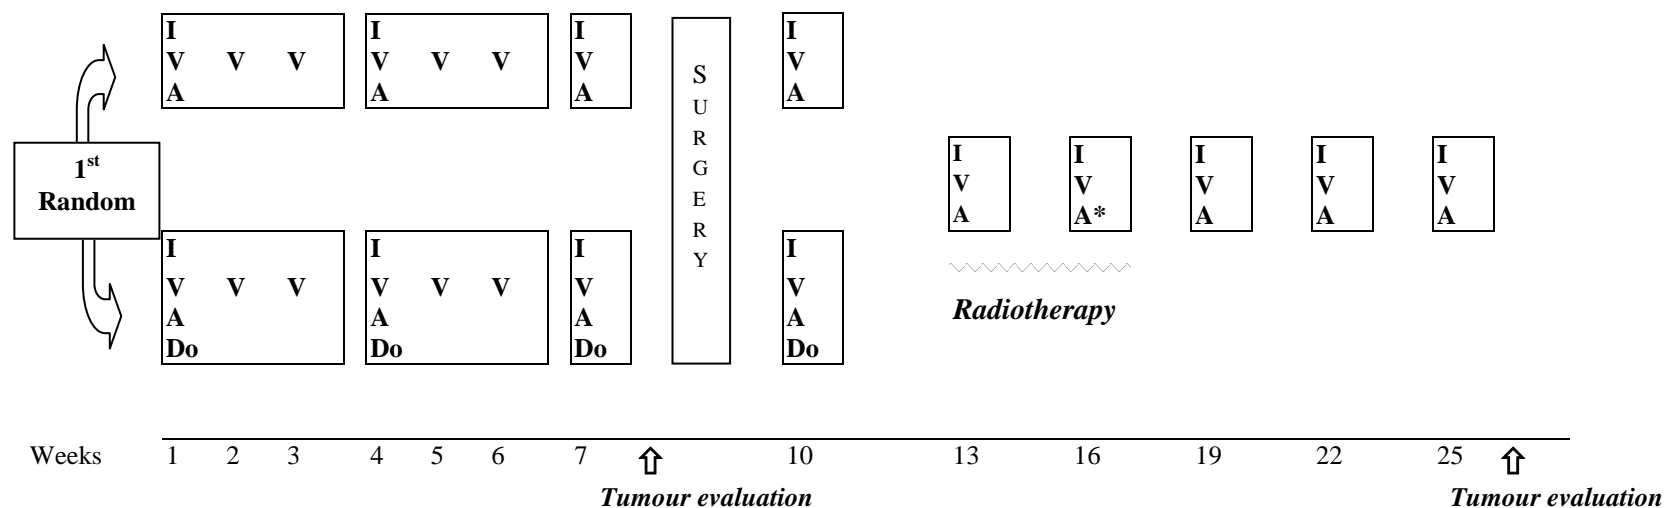 I I I I
V V V V V V V V
A A A A
SURGERY
1st
Random
I I I I I
V V V V V
A A* A A A
I I I I
V V V V V V V V
A A A A
Do Do Do Do
Radiotherapy
Weeks 1 2 3 4 5 6 7 10 13 16 19 22 25
Tumour evaluation Tumour evaluation